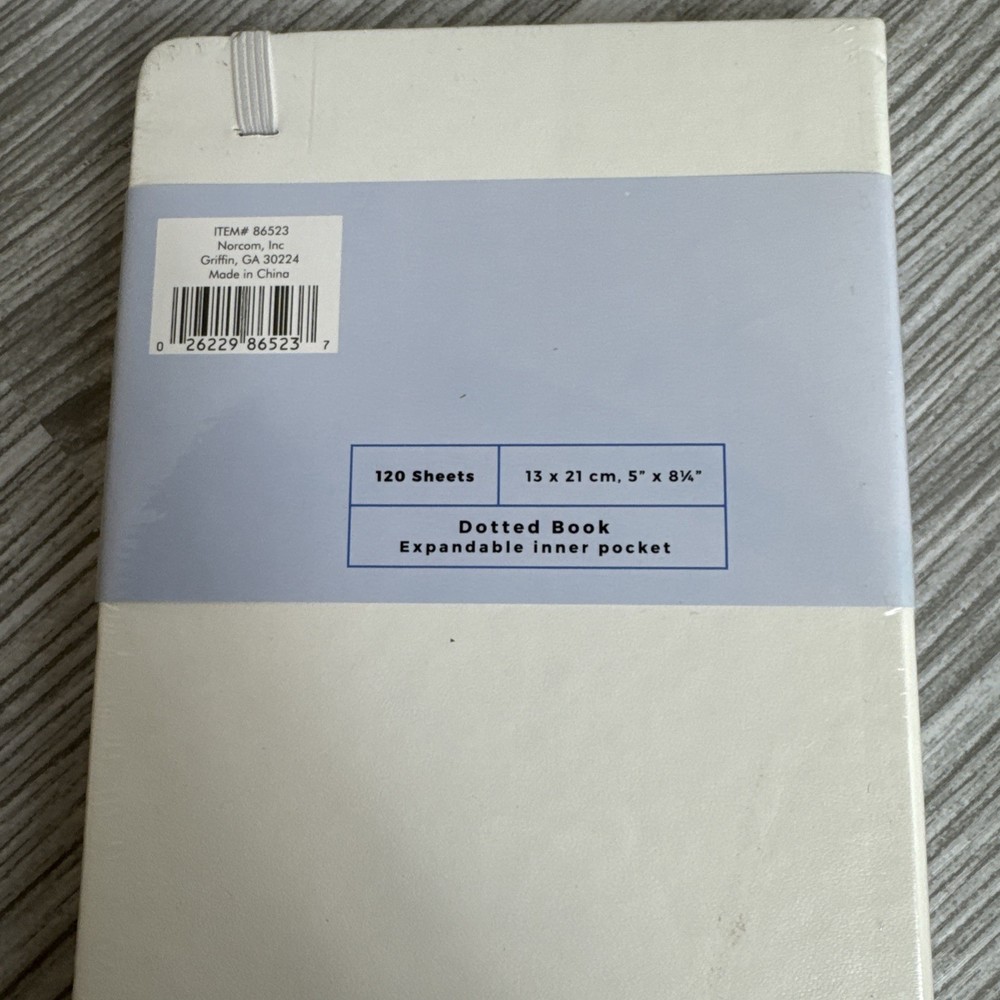 ITEM# 86523
Norcom, Inc
Griffin, GA 30224
Made in China
0 26229 86523 7
120 Sheets
13 x 21 cm, 5” x 8¼”
Dotted Book
Expandable inner pocket